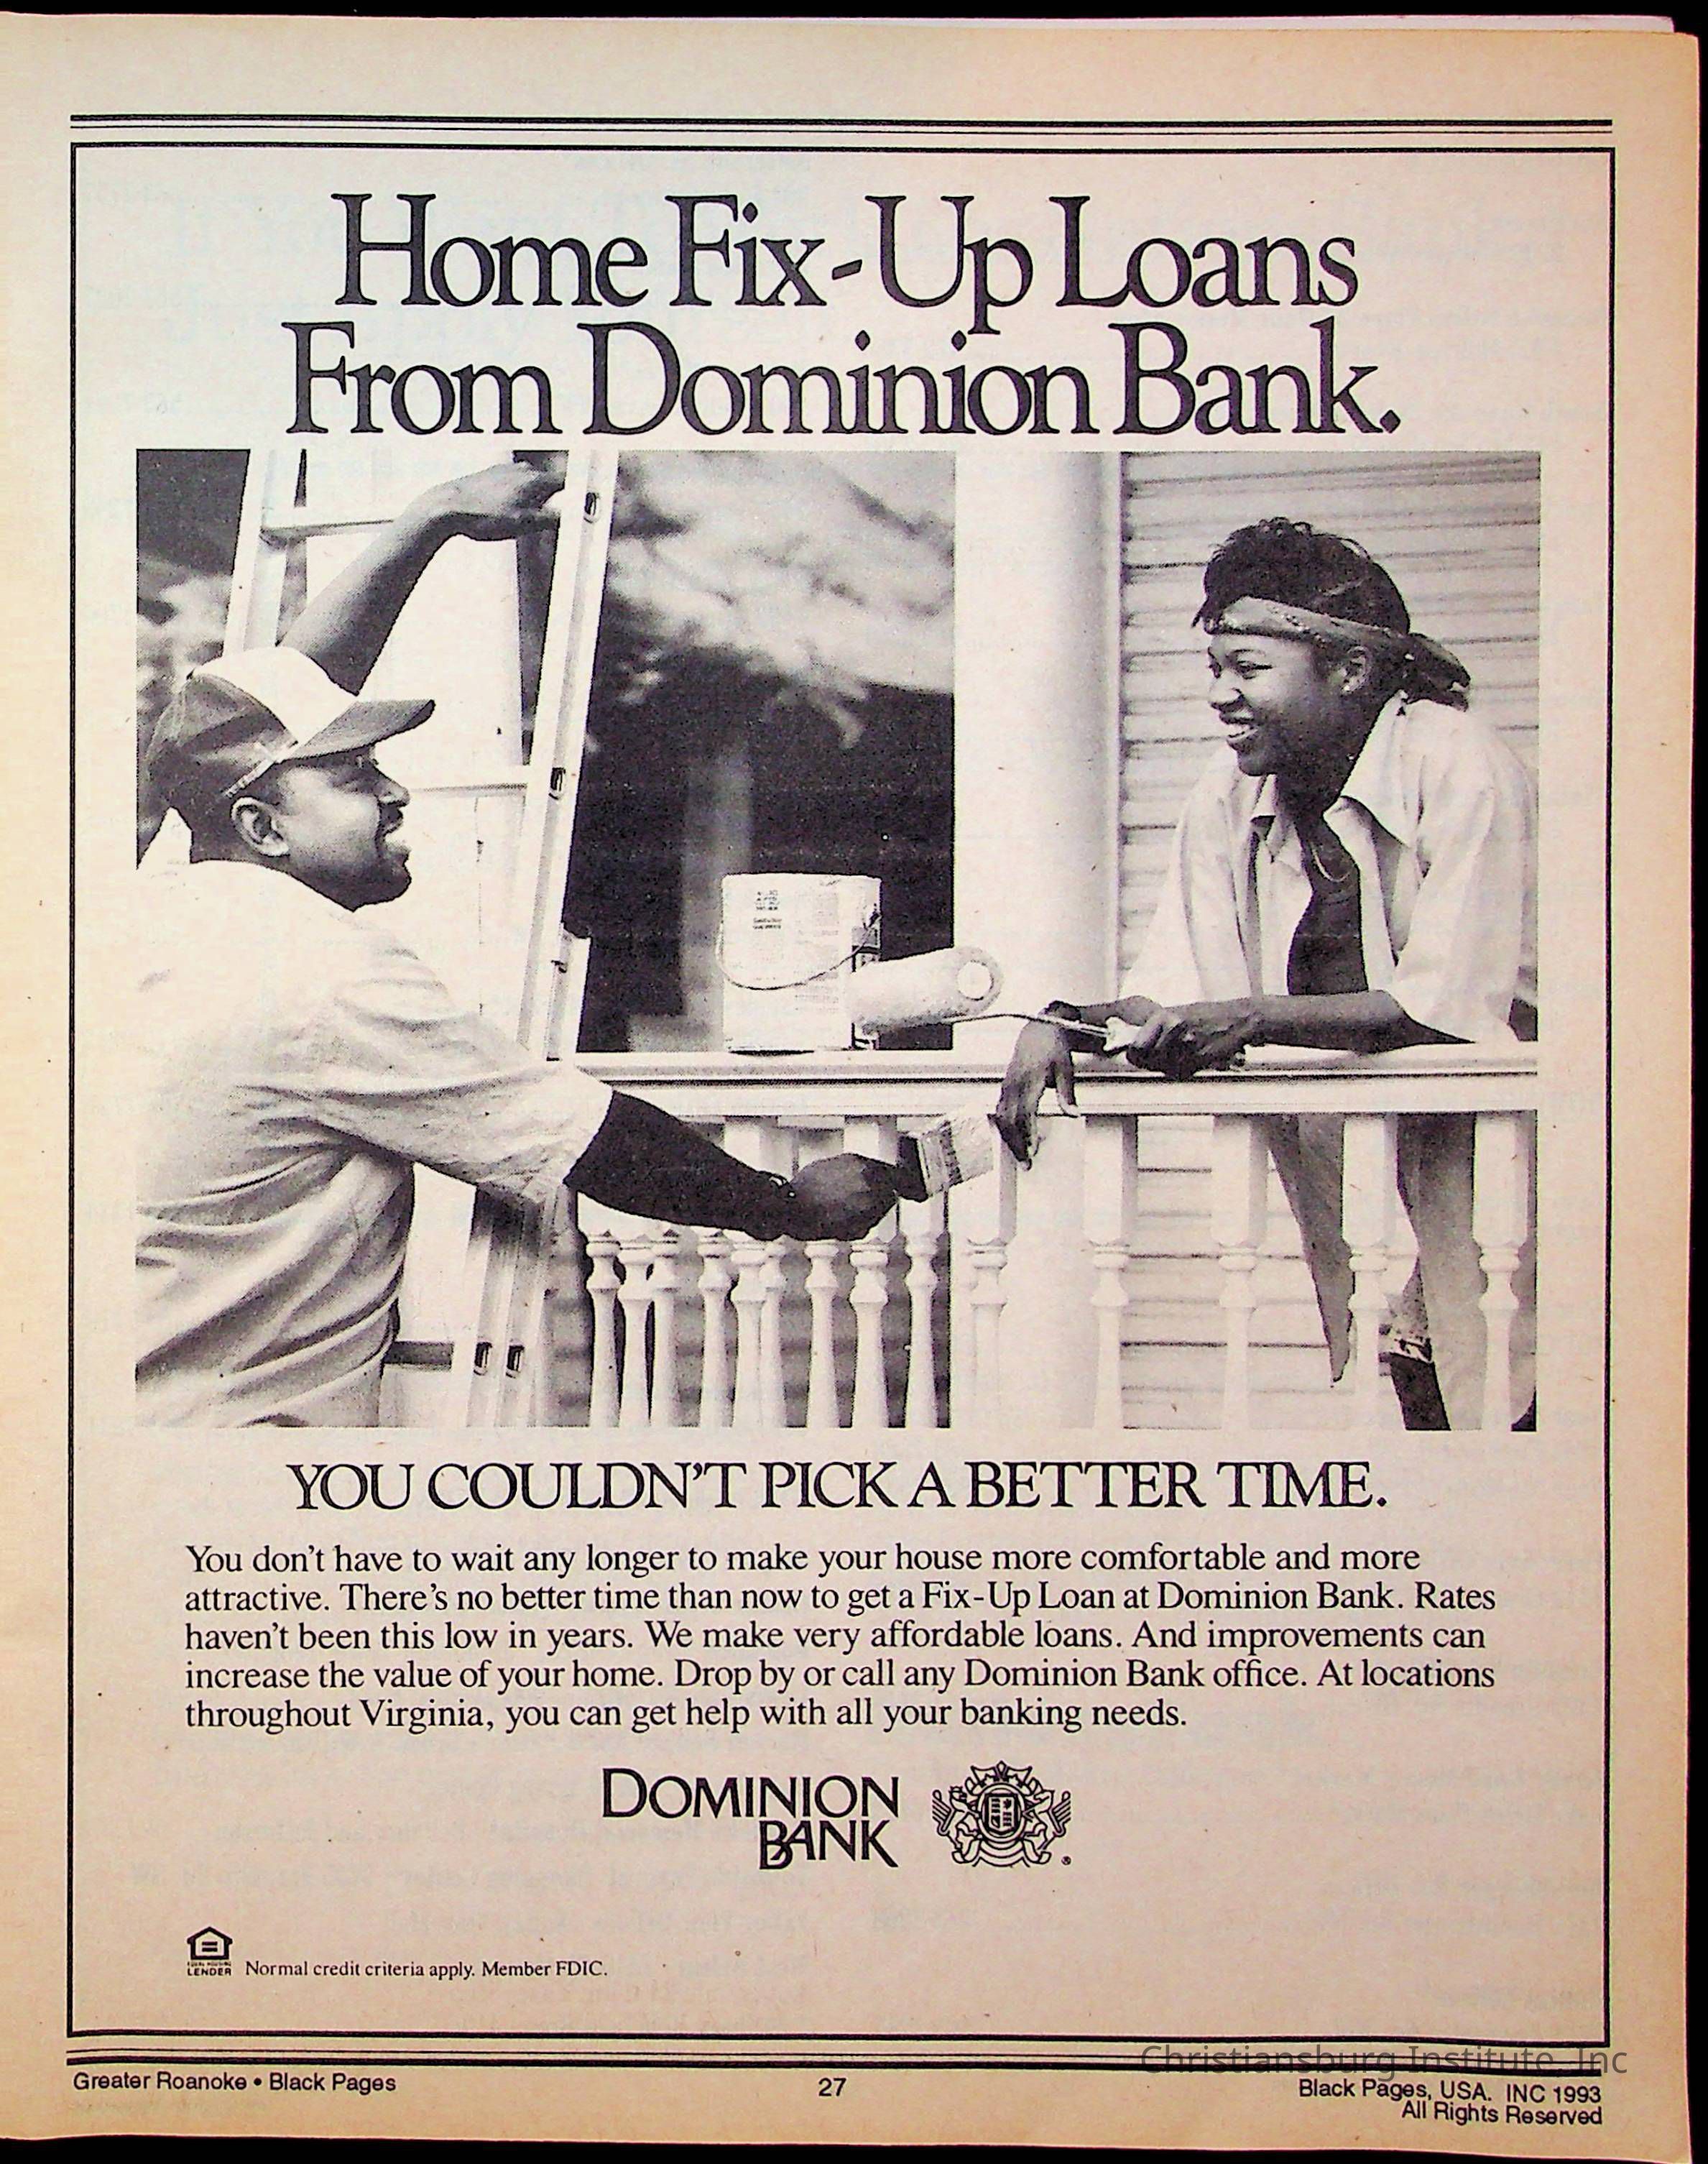 Home Fix-Up Loans
From Dominion Bank.
YOU COULDN'T PICK A BETTER TIME.
You don't have to wait any longer to make your house more comfortable and more
attractive. There's no better time than now to get a Fix-Up Loan at Dominion Bank. Rates
haven't been this low in years. We make very affordable loans. And improvements can
increase the value of your home. Drop by or call any Dominion Bank office. At locations
throughout Virginia, you can get help with all your banking needs.
DOMINION
BANK
EQUAL HOUSING
LENDER
Normal credit criteria apply. Member FDIC.
Christiansburg Institute, Inc
Greater Roanoke • Black Pages
27
Black Pages, USA. INC 1993
All Rights Reserved